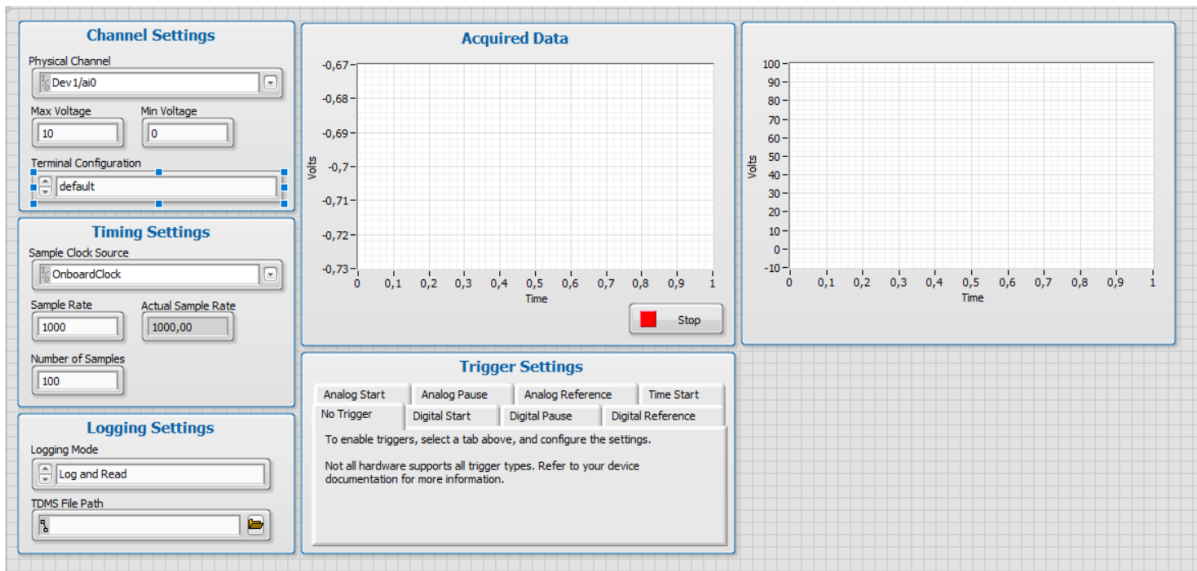 Channel Settings
Physical Channel
Dev1/ai0
Max Voltage Min Voltage
10 0
Terminal Configuration
default
Timing Settings
Sample Clock Source
OnboardClock
Sample Rate Actual Sample Rate
1000 1000,00
Number of Samples
100
Logging Settings
Logging Mode
Log and Read
TDMS File Path
Acquired Data
Volts
-0,67
-0,68
-0,69
-0,7
-0,71
-0,72
-0,73
0 0,1 0,2 0,3 0,4 0,5 0,6 0,7 0,8 0,9 1
Time
Stop
Trigger Settings
Analog Start Analog Pause Analog Reference Time Start
No Trigger Digital Start Digital Pause Digital Reference
To enable triggers, select a tab above, and configure the settings.
Not all hardware supports all trigger types. Refer to your device
documentation for more information.
Volts
100
90
80
70
60
50
40
30
20
10
0
-10
0 0,1 0,2 0,3 0,4 0,5 0,6 0,7 0,8 0,9 1
Time